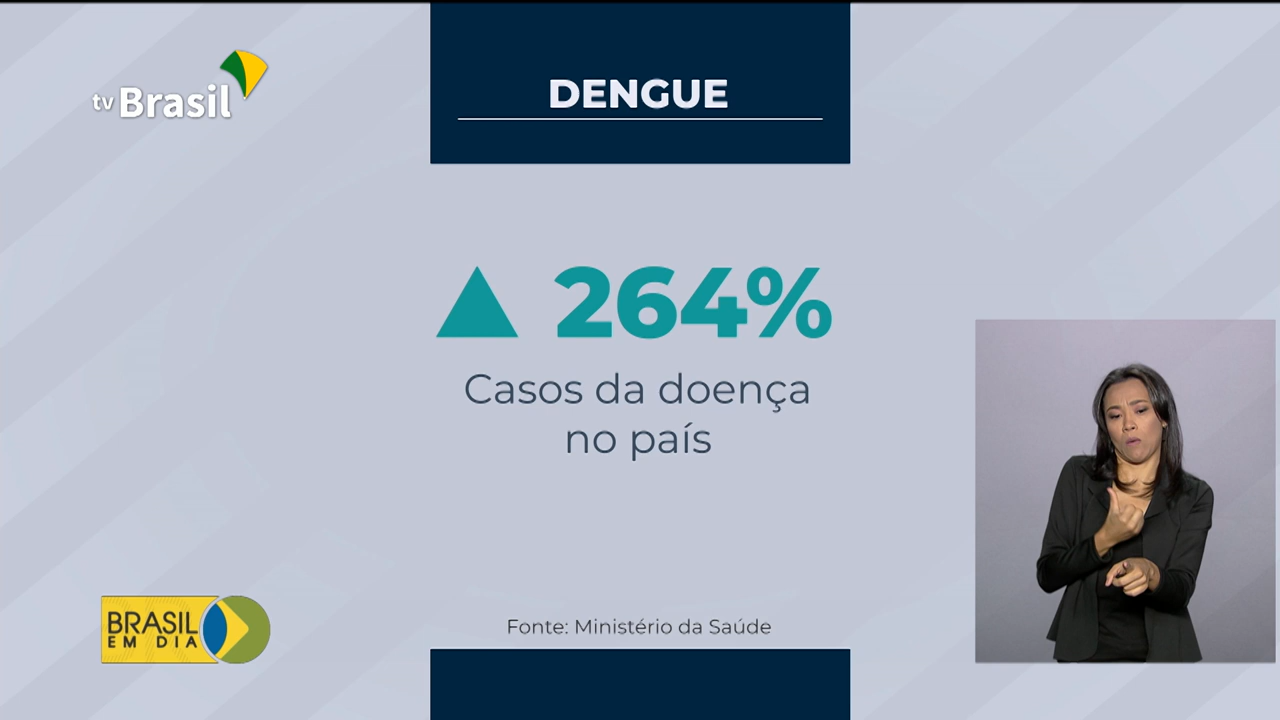 tv Brasil
DENGUE
▲ 264%
Casos da doença
no país
BRASIL
EM DIA
Fonte: Ministério da Saúde